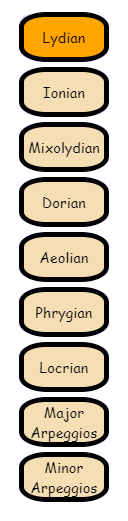 Lydian
Ionian
Mixolydian
Dorian
Aeolian
Phrygian
Locrian
Major
Arpeggios
Minor
Arpeggios